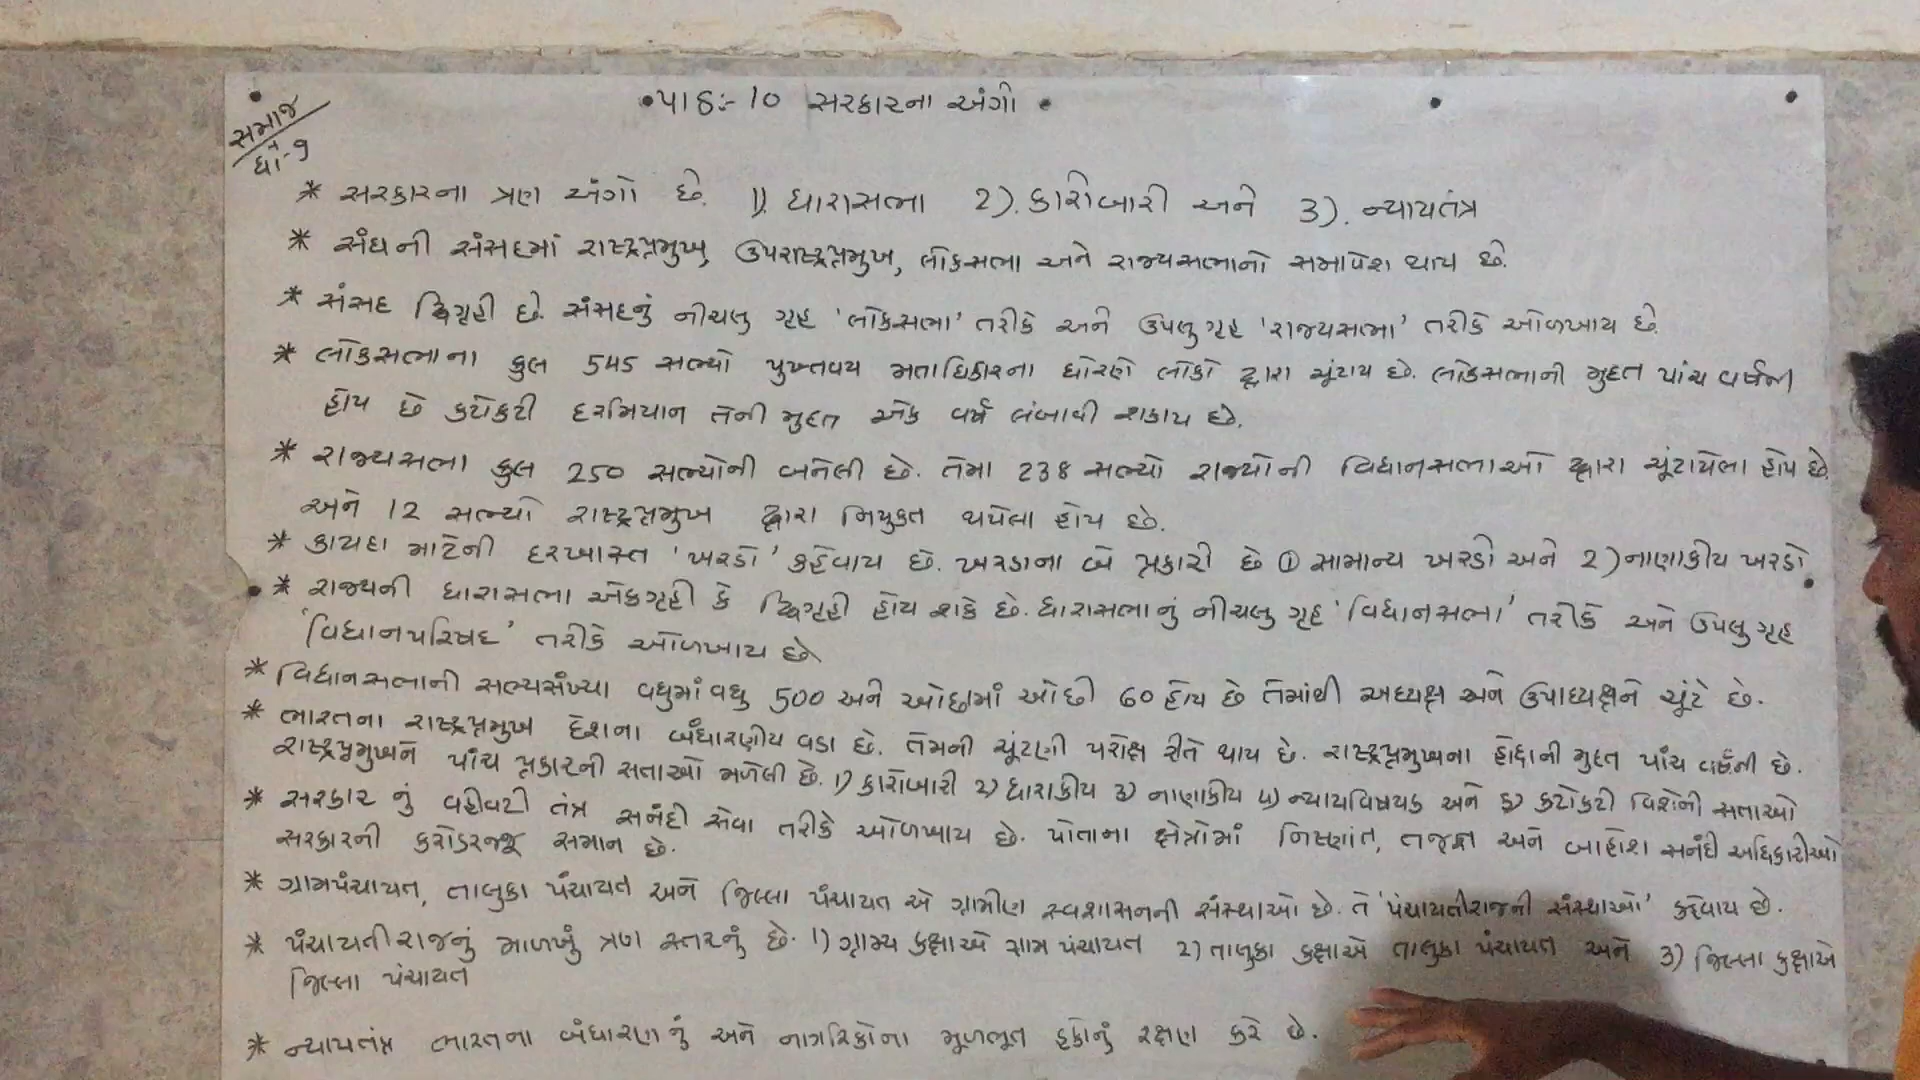 સમાજ
ધો-9
પાઠ:- 10 સરકારના અંગો
* સરકારના ત્રણ અંગો છે. 1). ધારાસભા 2). કારોબારી અને 3). ન્યાયતંત્ર
* સંઘની સંસદમાં રાષ્ટ્રપ્રમુખ, ઉપરાષ્ટ્રપ્રમુખ, લોકસભા અને રાજ્યસભાનો સમાવેશ થાય છે.
* સંસદ દ્વિગૃહી છે. સંસદનું નીચલુ ગૃહ 'લોકસભા' તરીકે અને ઉપલુ ગૃહ 'રાજ્યસભા' તરીકે ઓળખાય છે.
* લોકસભાના કુલ 545 સભ્યો પુખ્તવય મતાધિકારના ધોરણે લોકો દ્વારા ચૂંટાય છે. લોકસભાની મુદત પાંચ વર્ષની
હોય છે કટોકટી દરમિયાન તેની મુદત એક વર્ષ લંબાવી શકાય છે.
* રાજ્યસભા કુલ 250 સભ્યોની બનેલી છે. તેમા 238 સભ્યો રાજ્યોની વિધાનસભાઓ દ્વારા ચૂંટાયેલા હોય છે.
અને 12 સભ્યો રાષ્ટ્રપ્રમુખ દ્વારા નિયુકત થયેલા હોય છે.
* કાયદા માટેની દરખાસ્ત 'ખરડો' કહેવાય છે. ખરડાના બે પ્રકારો છે ① સામાન્ય ખરડો અને 2) નાણાકીય ખરડો.
* રાજ્યની ધારાસભા એકગૃહી કે દ્વિગૃહી હોય શકે છે. ધારાસભાનું નીચલુ ગૃહ 'વિધાનસભા' તરીકે અને ઉપલુ ગૃહ
'વિધાનપરિષદ' તરીકે ઓળખાય છે
* વિધાનસભાની સભ્યસંખ્યા વધુમાં વધુ 500 અને ઓછામાં ઓછી 60 હોય છે તેમાંથી અધ્યક્ષ અને ઉપાધ્યક્ષને ચૂંટે છે.
* ભારતના રાષ્ટ્રપ્રમુખ દેશના બંધારણીય વડા છે. તેમની ચૂંટણી પરોક્ષ રીતે થાય છે. રાષ્ટ્રપ્રમુખના હોદ્દાની મુદત પાંચ વર્ષની છે.
રાષ્ટ્રપ્રમુખને પાંચ પ્રકારની સતાઓ મળેલી છે. 1) કારોબારી 2) ધારાકીય 3) નાણાકીય 4) ન્યાયવિષયક અને 5) કટોકટી વિશેની સતાઓ
* સરકાર નું વહીવટી તંત્ર સનંદી સેવા તરીકે ઓળખાય છે. પોતાના ક્ષેત્રોમાં નિષ્ણાંત, તજજ્ઞ અને બાહોશ સનંદી અધિકારીઓ
સરકારની કરોડરજ્જૂ સમાન છે.
* ગ્રામપંચાયત, તાલુકા પંચાયત અને જિલ્લા પંચાયત એ ગ્રામીણ સ્વશાસનની સંસ્થાઓ છે. તે 'પંચાયતીરાજની સંસ્થાઓ' કહેવાય છે.
* પંચાયતીરાજનું માળખું ત્રણ સ્તરનું છે. 1) ગ્રામ્ય કક્ષાએ ગ્રામ પંચાયત 2) તાલુકા કક્ષાએ તાલુકા પંચાયત અને 3) જિલ્લા કક્ષાએ
જિલ્લા પંચાયત
* ન્યાયતંત્ર ભારતના બંધારણનું અને નાગરિકોના મૂળભૂત હકોનું રક્ષણ કરે છે.